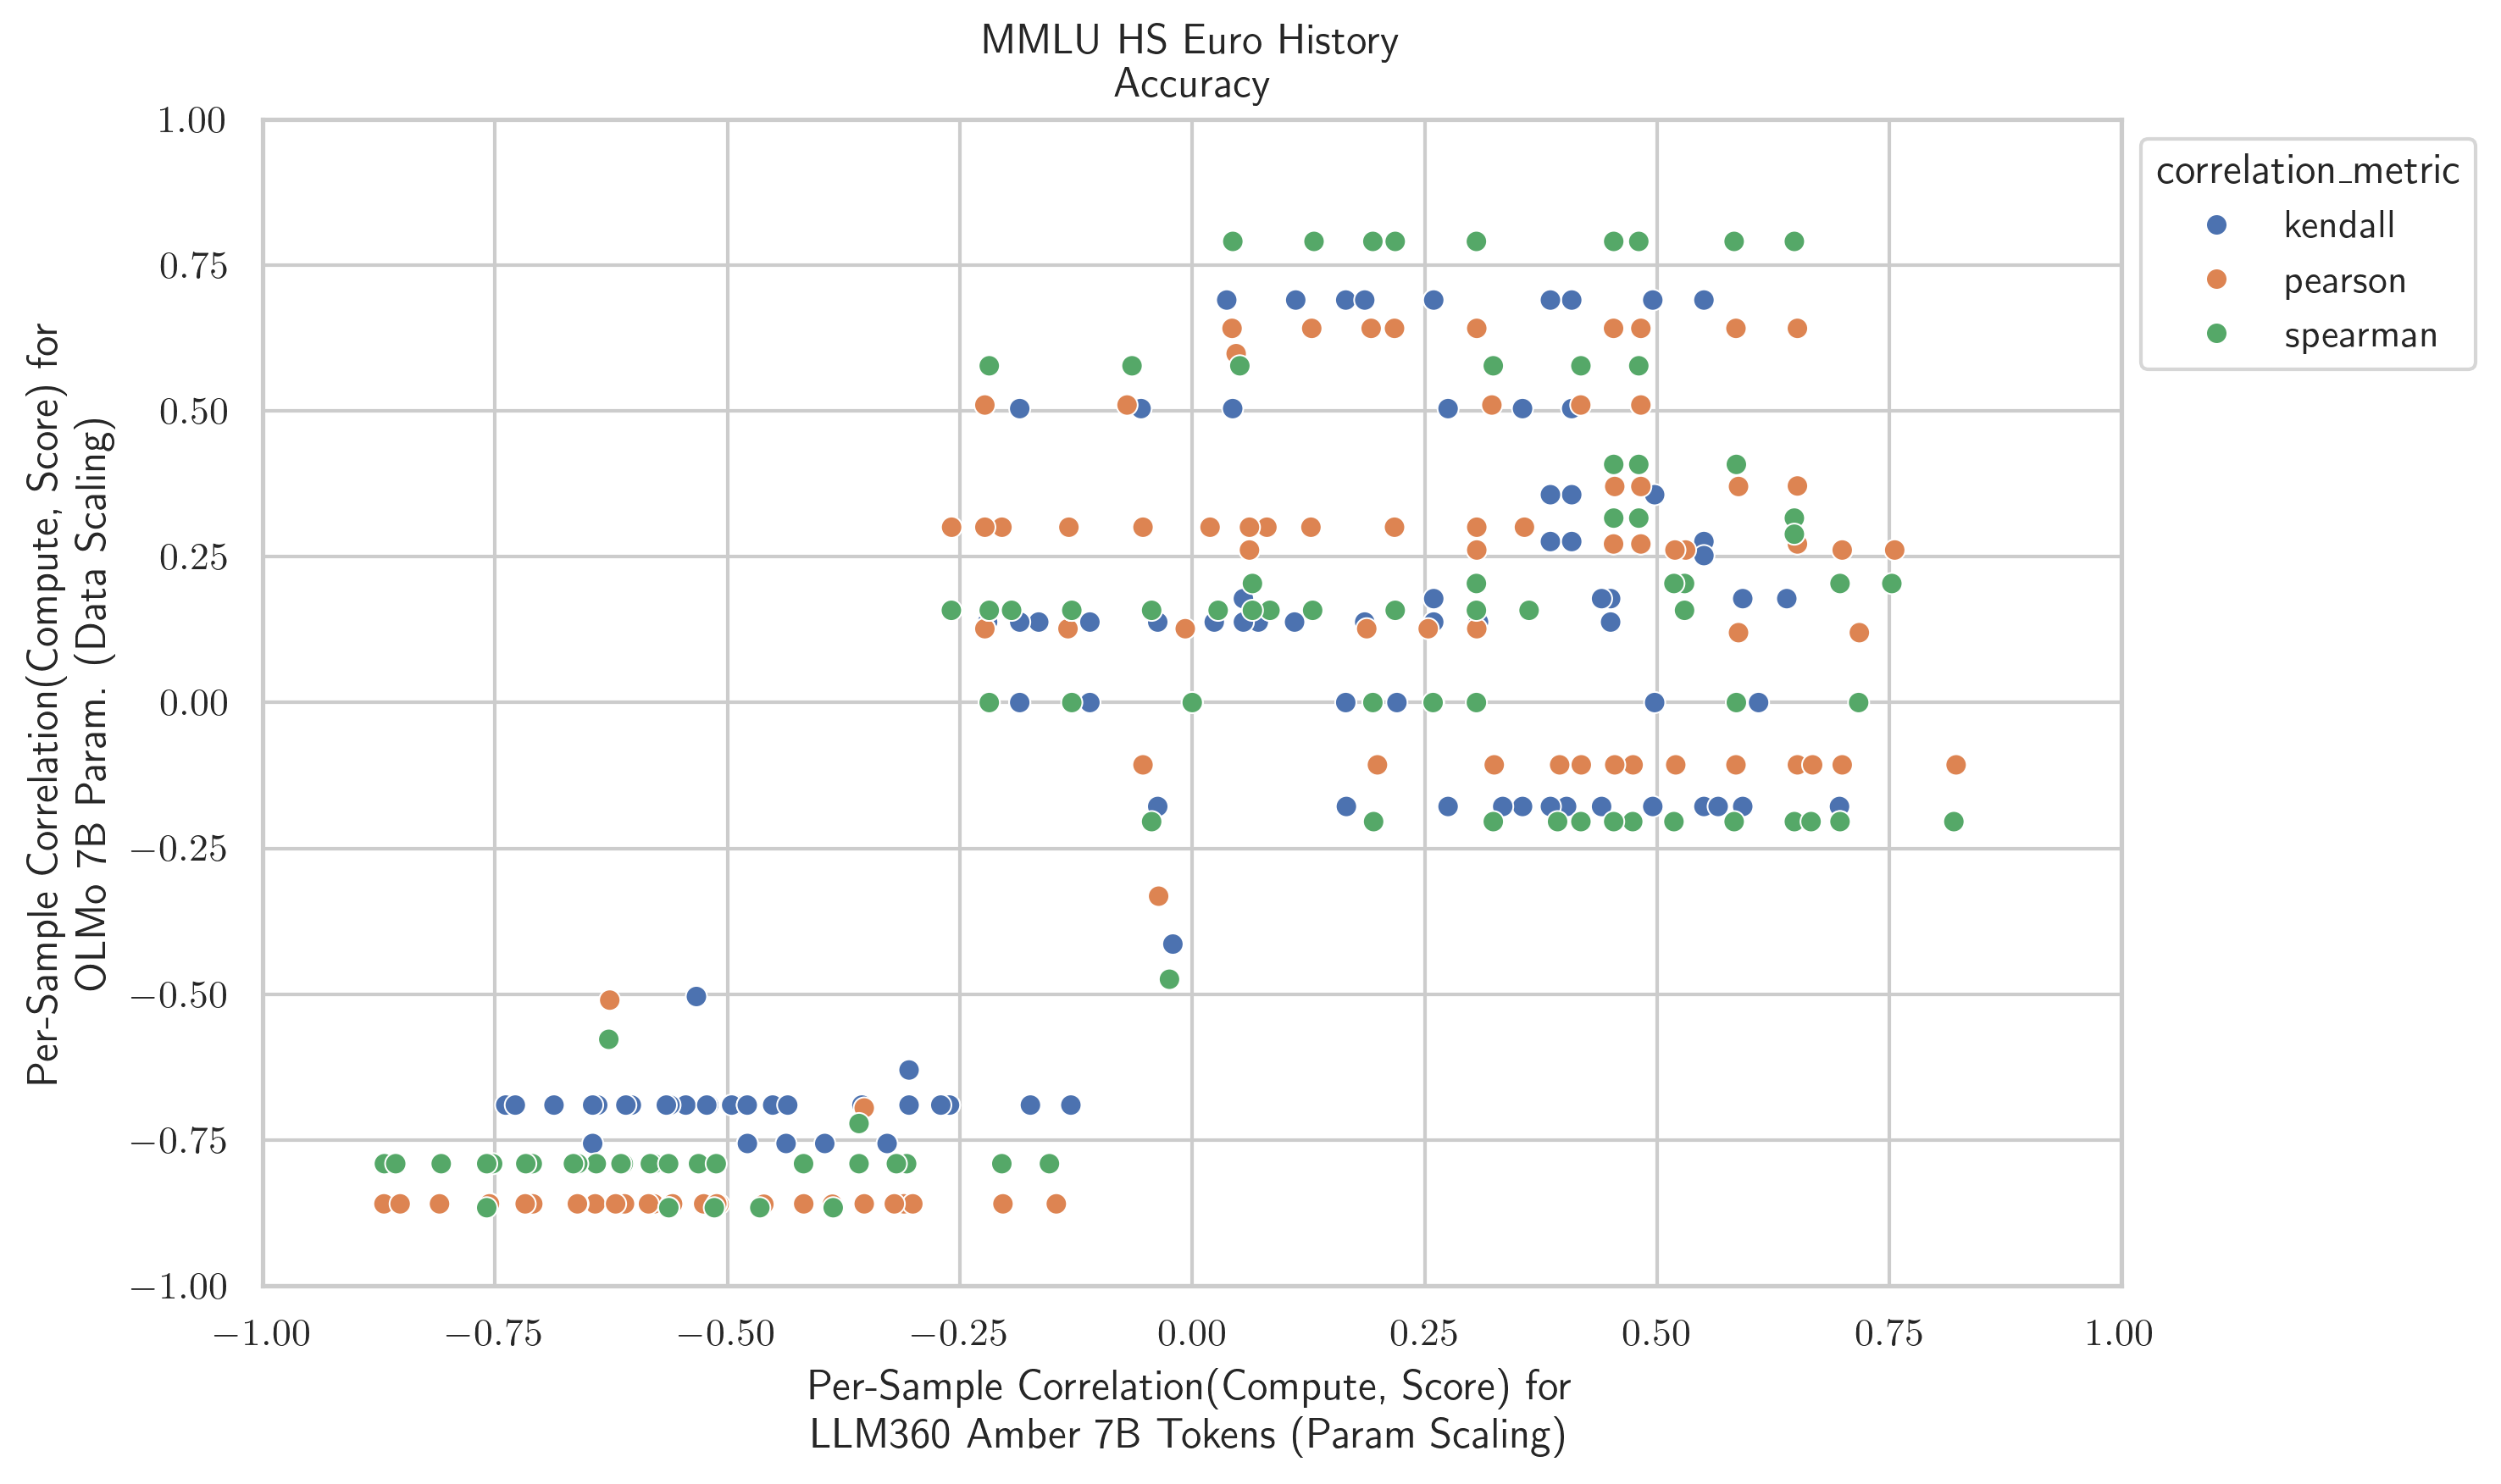 MMLU HS Euro History
Accuracy
Per-Sample Correlation(Compute, Score) for
OLMo 7B Param. (Data Scaling)
1.00
0.75
0.50
0.25
0.00
−0.25
−0.50
−0.75
−1.00
correlation_metric
kendall
pearson
spearman
−1.00 −0.75 −0.50 −0.25 0.00 0.25 0.50 0.75 1.00
Per-Sample Correlation(Compute, Score) for
LLM360 Amber 7B Tokens (Param Scaling)